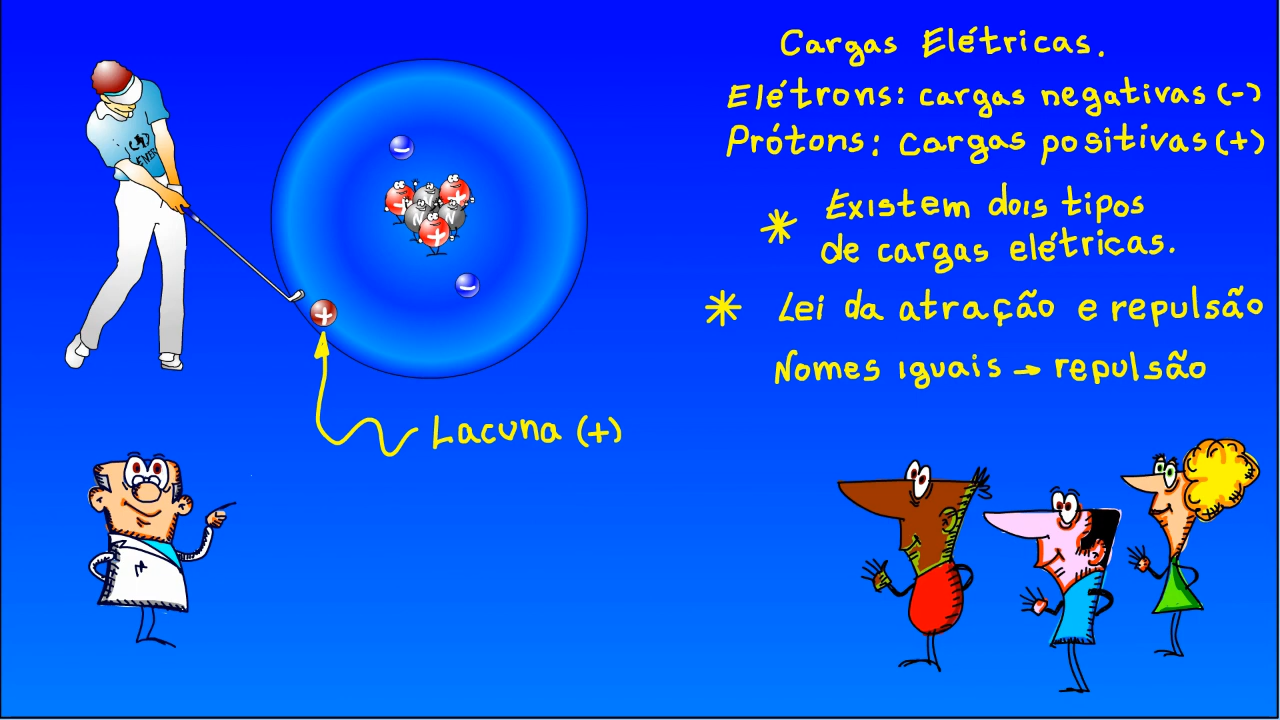 Cargas Elétricas.
Elétrons: cargas negativas (-)
Prótons: cargas positivas (+)
* Existem dois tipos
de cargas elétricas.
* Lei da atração e repulsão
Nomes iguais → repulsão
-
+ N +
N N
+
-
+
Lacuna (+)